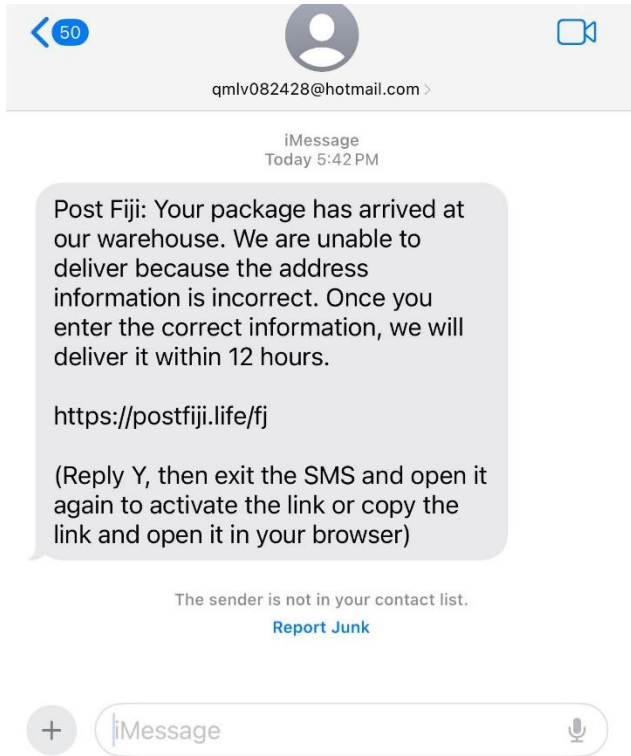 50
qmlv082428@hotmail.com >
iMessage
Today 5:42 PM
Post Fiji: Your package has arrived at
our warehouse. We are unable to
deliver because the address
information is incorrect. Once you
enter the correct information, we will
deliver it within 12 hours.
https://postfiji.life/fj
(Reply Y, then exit the SMS and open it
again to activate the link or copy the
link and open it in your browser)
The sender is not in your contact list.
Report Junk
iMessage